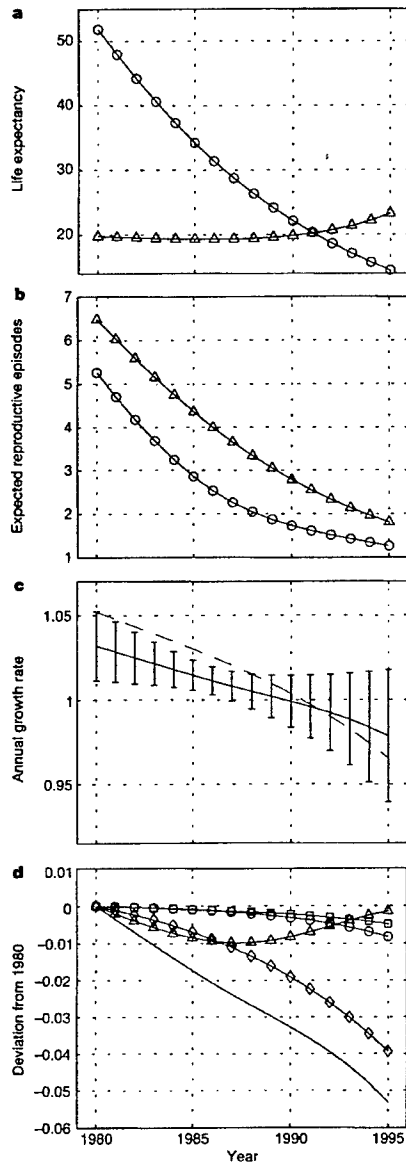 a
Life expectancy
50
40
30
20
b
Expected reproductive episodes
7
6
5
4
3
2
1
c
Annual growth rate
1.05
1
0.95
d
Deviation from 1980
0.01
0
−0.01
−0.02
−0.03
−0.04
−0.05
−0.06
1980
1985
1990
1995
Year